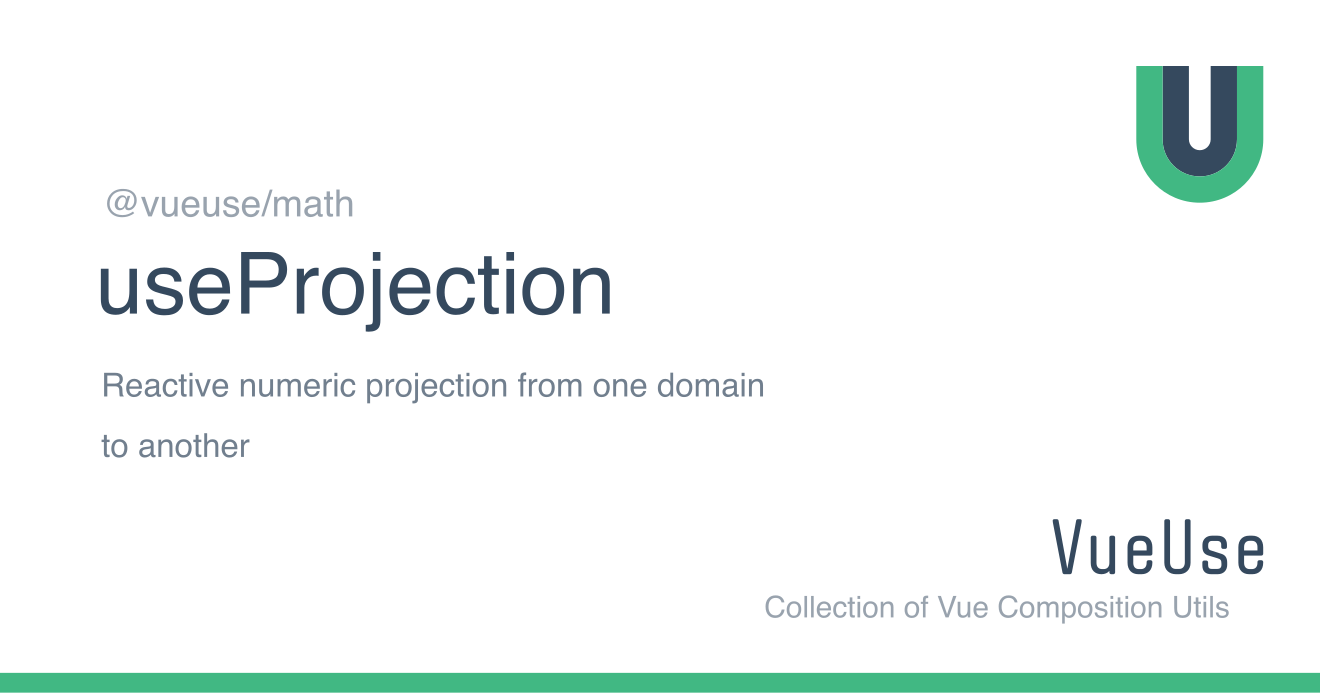 @vueuse/math
useProjection
Reactive numeric projection from one domain
to another
VueUse
Collection of Vue Composition Utils